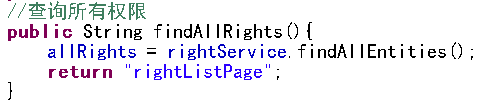 //查询所有权限
public String findAllRights(){
    allRights = rightService.findAllEntities();
    return "rightListPage";
}